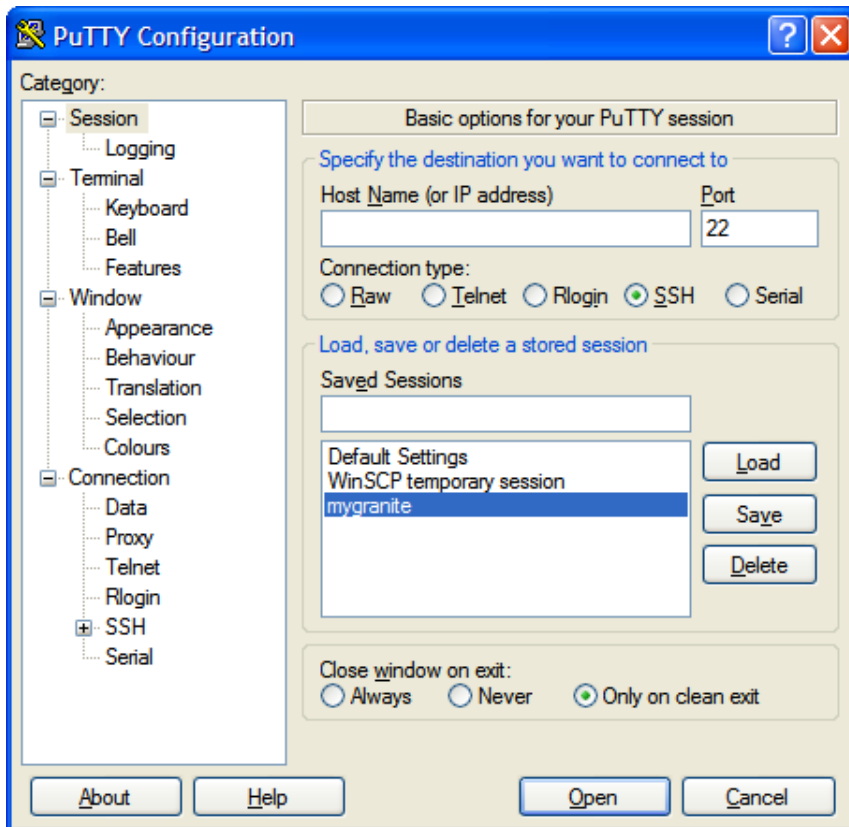 PuTTY Configuration
Category:
Session
Logging
Terminal
Keyboard
Bell
Features
Window
Appearance
Behaviour
Translation
Selection
Colours
Connection
Data
Proxy
Telnet
Rlogin
SSH
Serial
Basic options for your PuTTY session
Specify the destination you want to connect to
Host Name (or IP address) Port
22
Connection type:
Raw Telnet Rlogin SSH Serial
Load, save or delete a stored session
Saved Sessions
Default Settings
WinSCP temporary session
mygranite
Load
Save
Delete
Close window on exit:
Always Never Only on clean exit
About Help Open Cancel